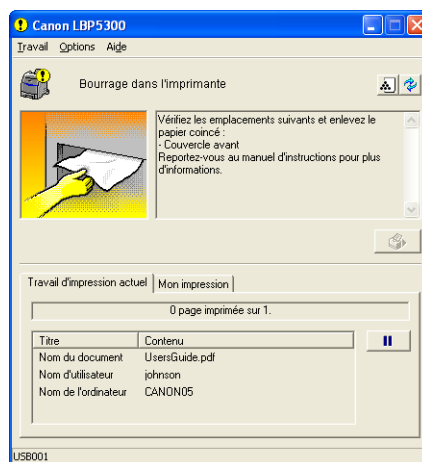 Canon LBP5300
Travail Options Aide
Bourrage dans l'imprimante
Vérifiez les emplacements suivants et enlevez le
papier coincé :
- Couvercle avant
Reportez-vous au manuel d'instructions pour plus
d'informations.
Travail d'impression actuel Mon impression
0 page imprimée sur 1.
Titre Contenu
Nom du document UsersGuide.pdf
Nom d'utilisateur johnson
Nom de l'ordinateur CANON05
USB001